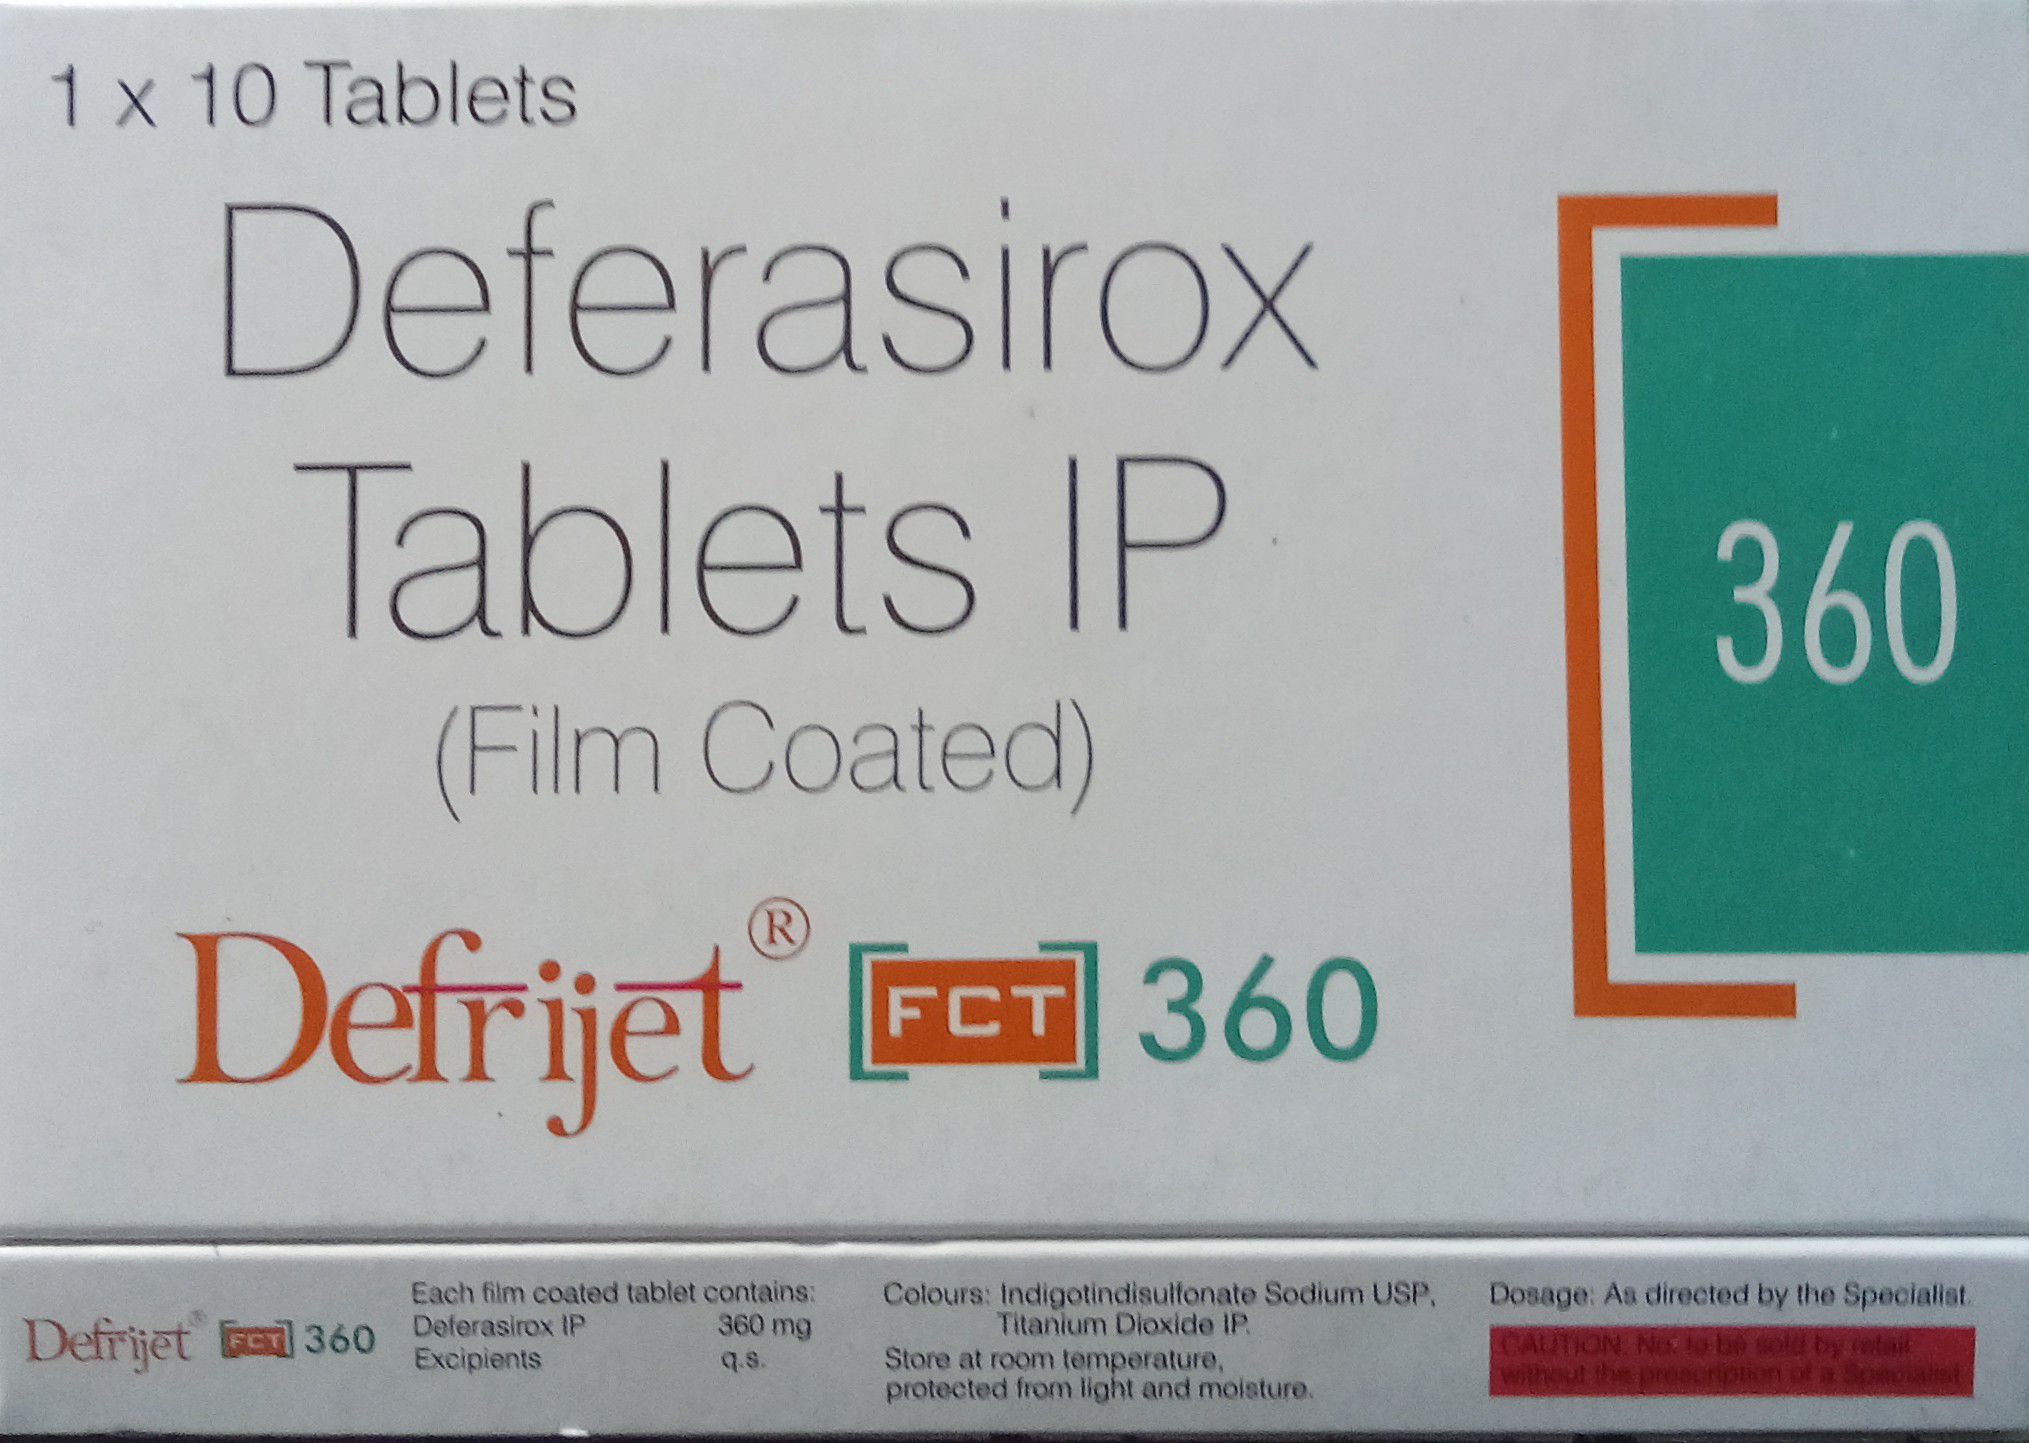 1 x 10 Tablets
Deferasirox
Tablets IP
(Film Coated)
Defrijet® [FCT] 360
360
Defrijet® [FCT] 360
Each film coated tablet contains:
Deferasirox IP 360 mg
Excipients q.s.
Colours: Indigotindisulfonate Sodium USP,
Titanium Dioxide IP.
Store at room temperature,
protected from light and moisture.
Dosage: As directed by the Specialist.
CAUTION: Not to be sold by retail
without the prescription of a Specialist.